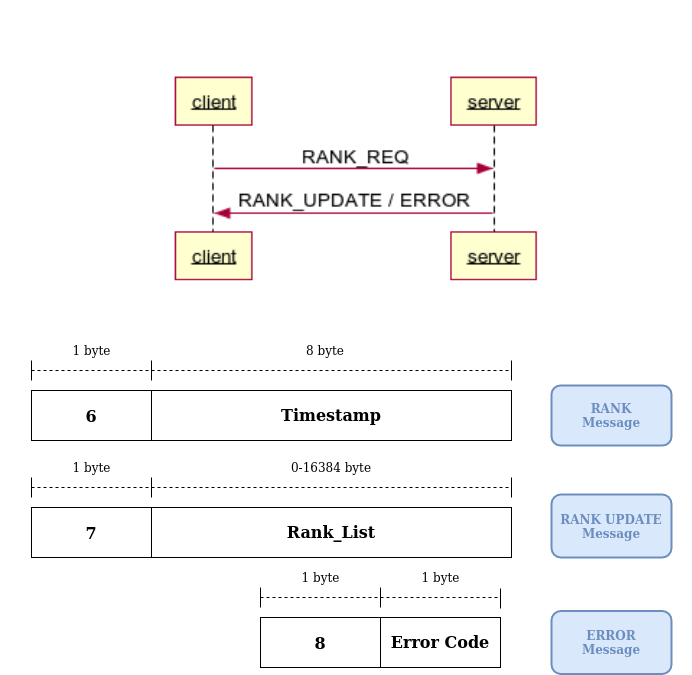 client
server
RANK_REQ
RANK_UPDATE / ERROR
client
server
1 byte
8 byte
6
Timestamp
RANK
Message
1 byte
0-16384 byte
7
Rank_List
RANK UPDATE
Message
1 byte
1 byte
8
Error Code
ERROR
Message